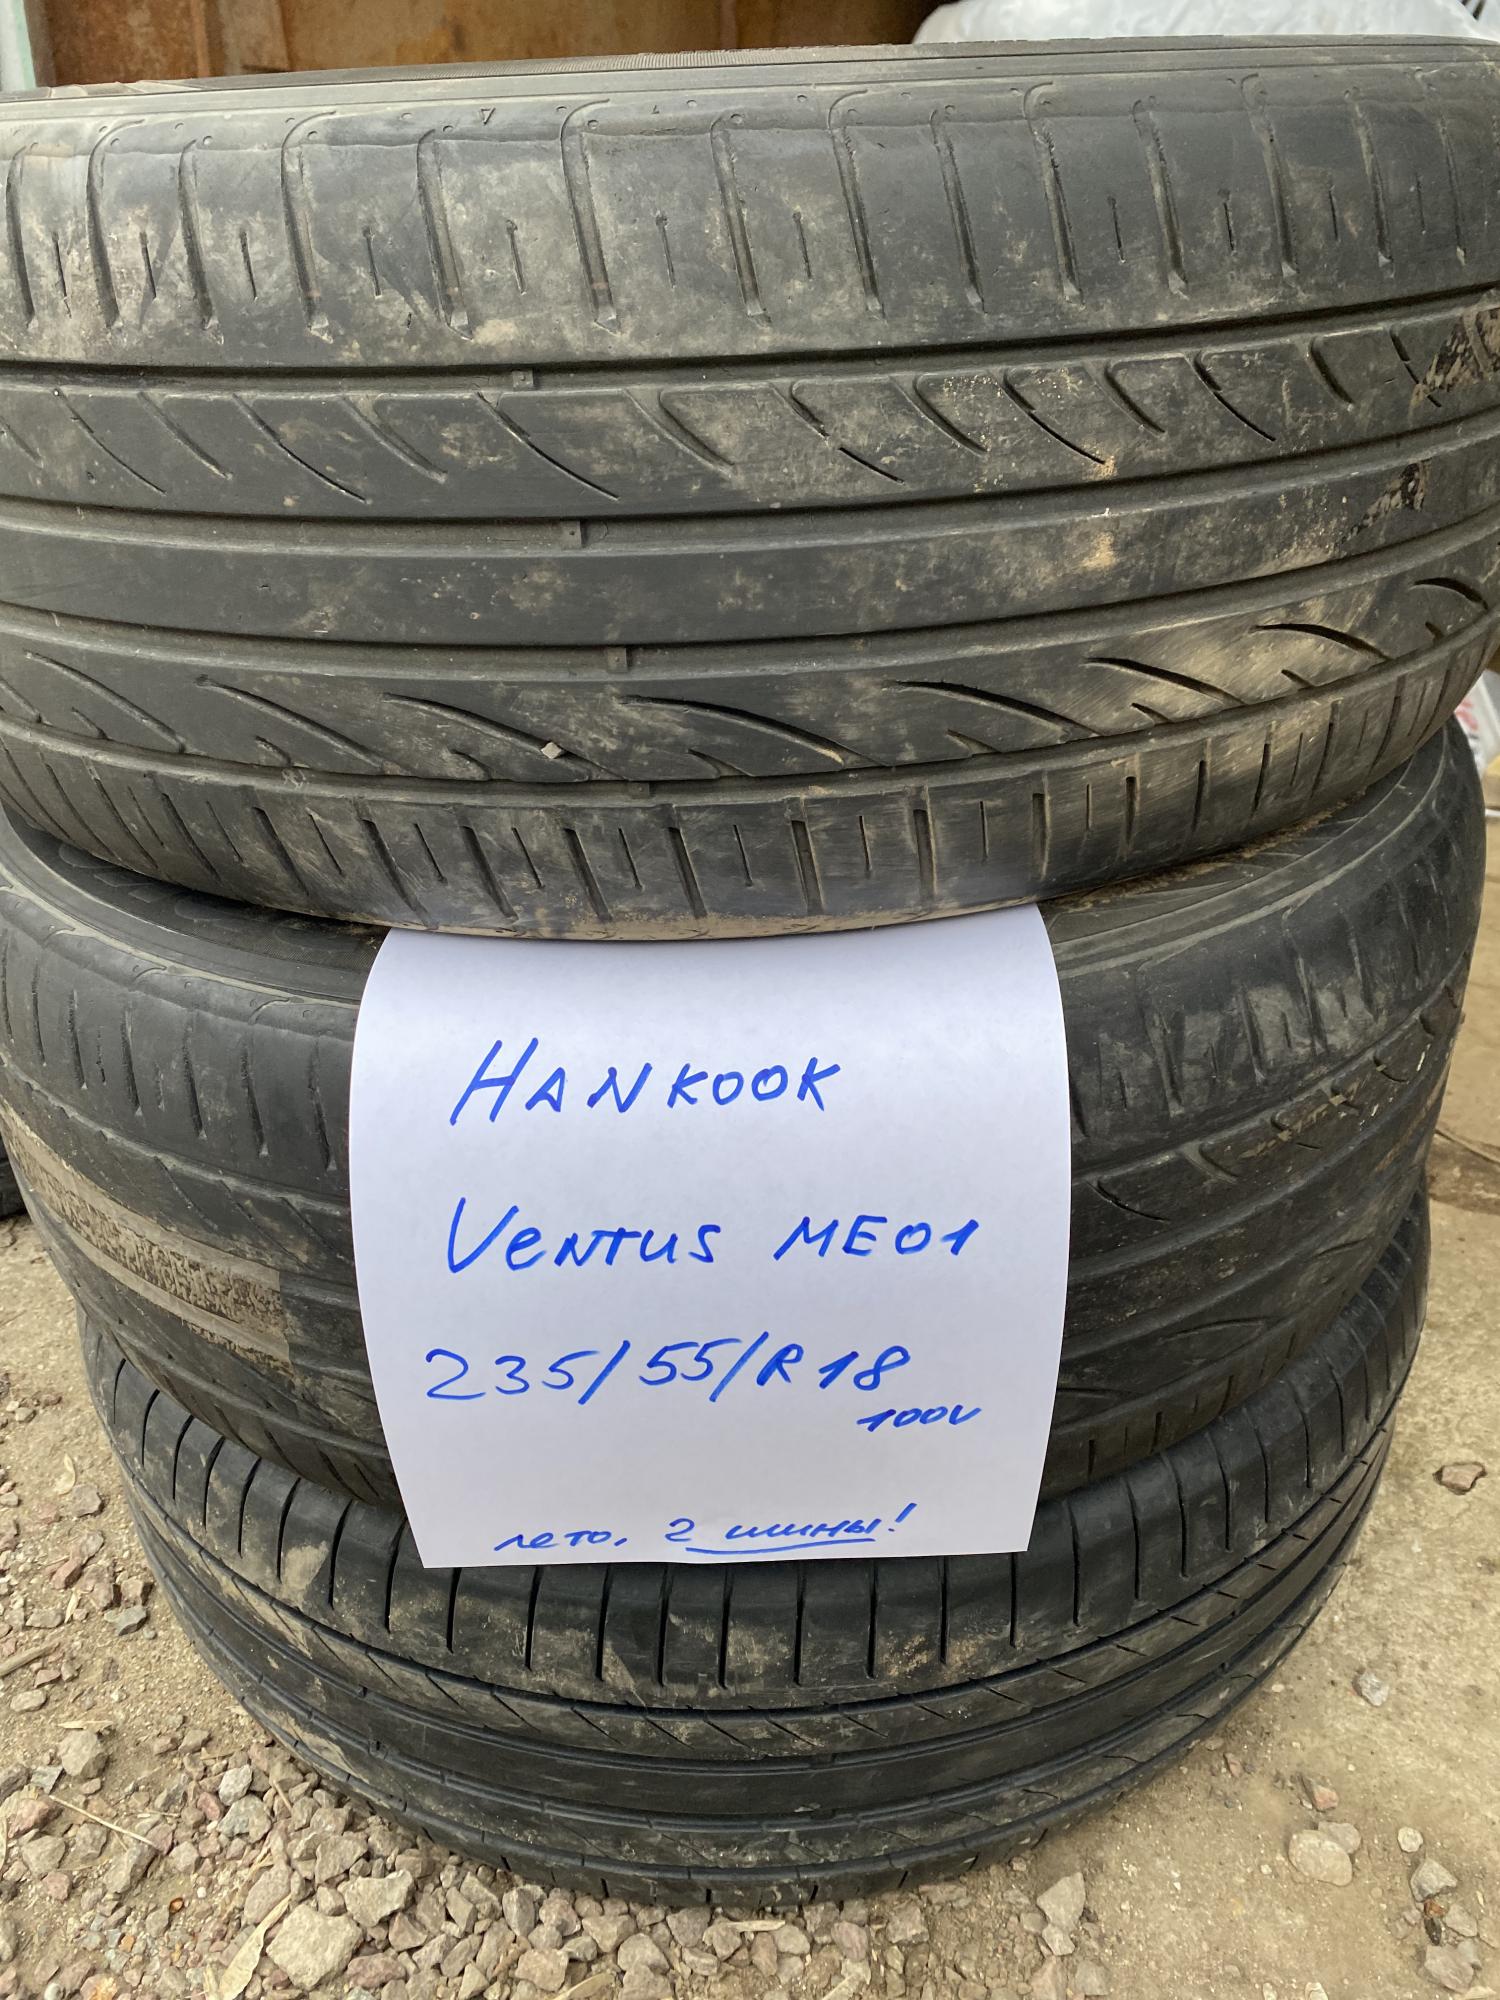 HANKOOK
VENTUS ME01
235/55/R18
100V
лето, 2 шины!